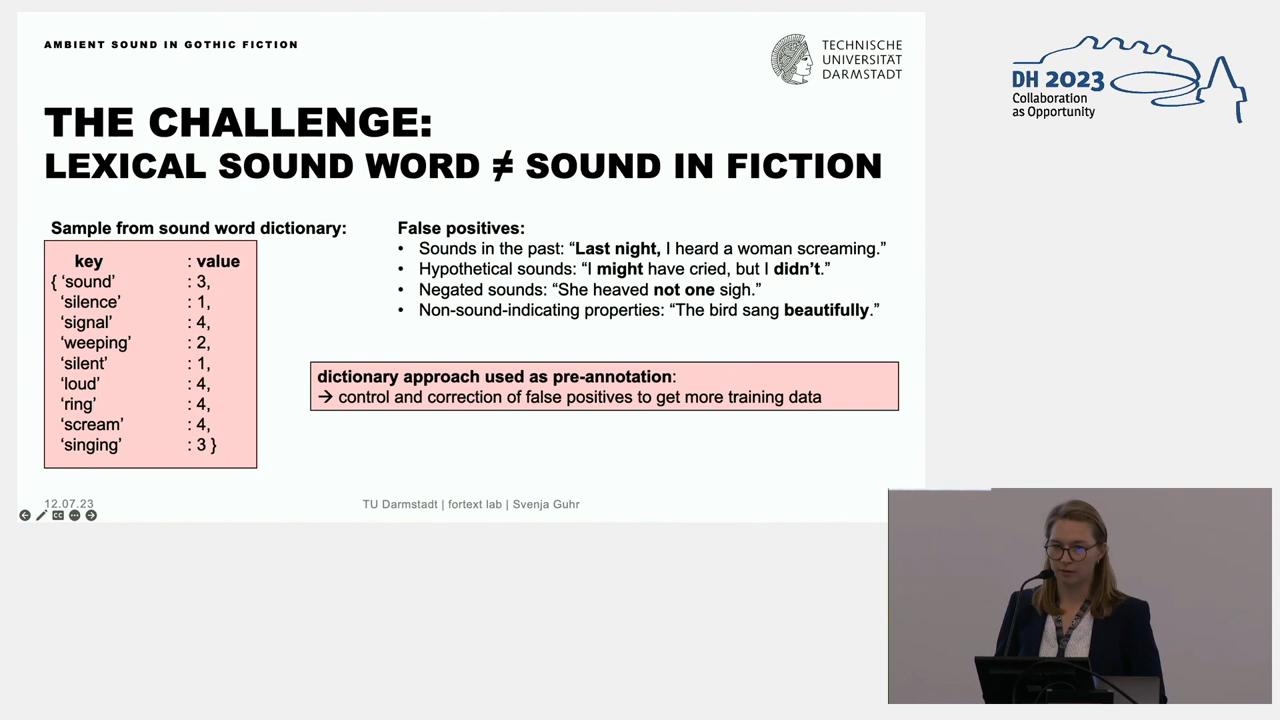 AMBIENT SOUND IN GOTHIC FICTION
TECHNISCHE
UNIVERSITÄT
DARMSTADT
DH 2023
Collaboration
as Opportunity
THE CHALLENGE:
LEXICAL SOUND WORD ≠ SOUND IN FICTION
Sample from sound word dictionary:
key : value
{ ‘sound’ : 3,
‘silence’ : 1,
‘signal’ : 4,
‘weeping’ : 2,
‘silent’ : 1,
‘loud’ : 4,
‘ring’ : 4,
‘scream’ : 4,
‘singing’ : 3 }
False positives:
• Sounds in the past: “Last night, I heard a woman screaming.”
• Hypothetical sounds: “I might have cried, but I didn’t.”
• Negated sounds: “She heaved not one sigh.”
• Non-sound-indicating properties: “The bird sang beautifully.”
dictionary approach used as pre-annotation:
→ control and correction of false positives to get more training data
12.07.23
TU Darmstadt | fortext lab | Svenja Guhr
CC